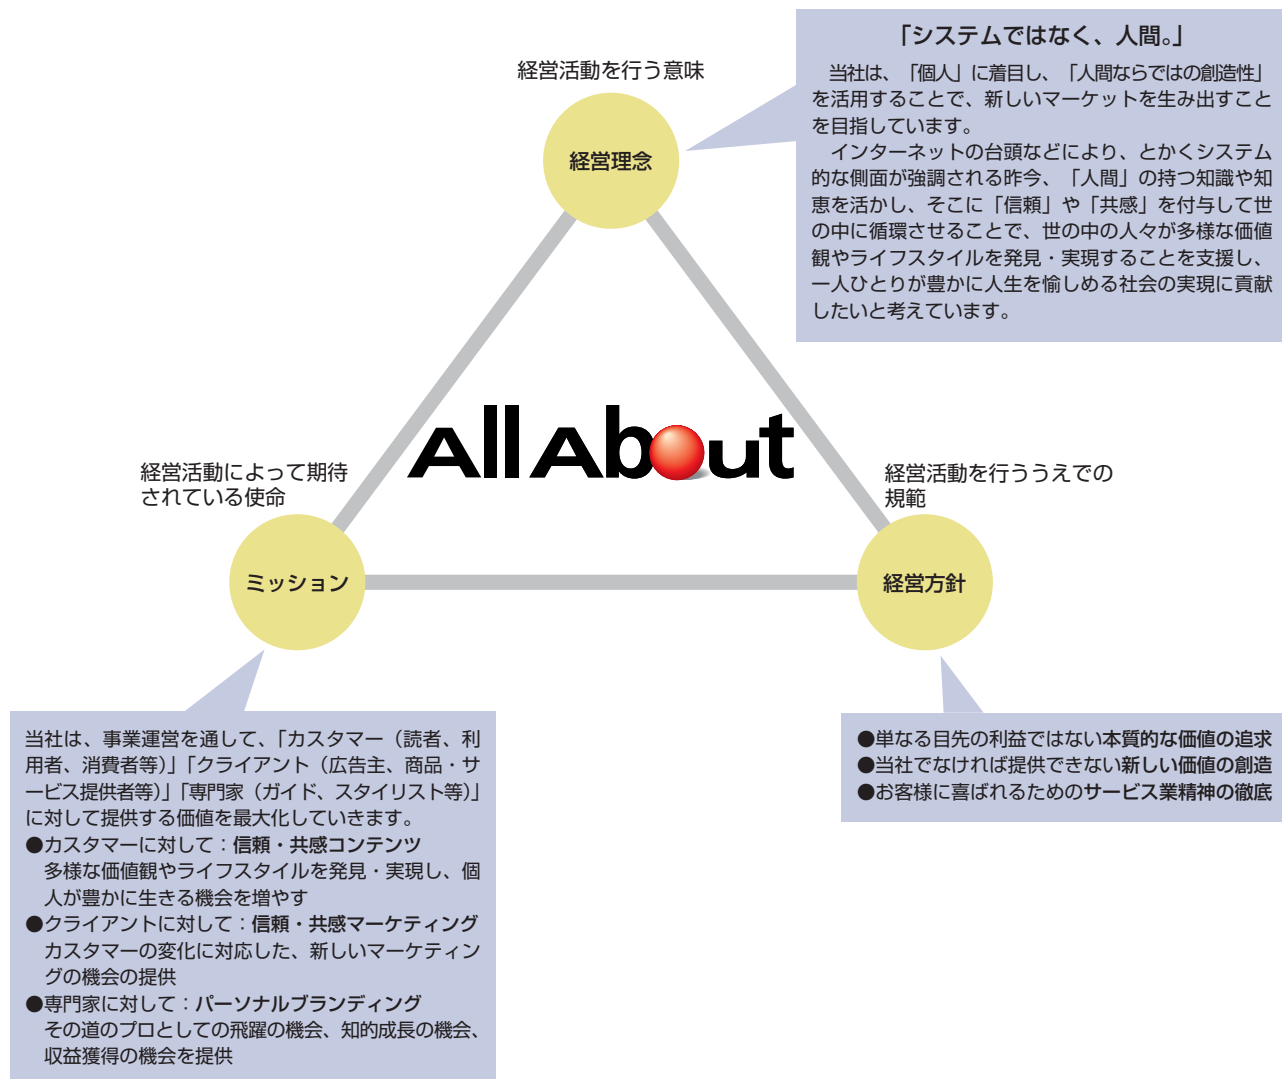 経営活動を行う意味
経営理念
「システムではなく、人間。」
当社は、「個人」に着目し、「人間ならではの創造性」
を活用することで、新しいマーケットを生み出すこと
を目指しています。
インターネットの台頭などにより、とかくシステム
的な側面が強調される昨今、「人間」の持つ知識や知
恵を活かし、そこに「信頼」や「共感」を付与して世
の中に循環させることで、世の中の人々が多様な価値
観やライフスタイルを発見・実現することを支援し、
一人ひとりが豊かに人生を愉しめる社会の実現に貢献
したいと考えています。
All About
経営活動によって期待
されている使命
ミッション
経営活動を行ううえでの
規範
経営方針
当社は、事業運営を通して、「カスタマー（読者、利
用者、消費者等）」「クライアント（広告主、商品・サ
ービス提供者等）」「専門家（ガイド、スタイリスト等）」
に対して提供する価値を最大化していきます。
●カスタマーに対して：信頼・共感コンテンツ
多様な価値観やライフスタイルを発見・実現し、個
人が豊かに生きる機会を増やす
●クライアントに対して：信頼・共感マーケティング
カスタマーの変化に対応した、新しいマーケティン
グの機会の提供
●専門家に対して：パーソナルブランディング
その道のプロとしての飛躍の機会、知的成長の機会、
収益獲得の機会を提供
●単なる目先の利益ではない本質的な価値の追求
●当社でなければ提供できない新しい価値の創造
●お客様に喜ばれるためのサービス業精神の徹底